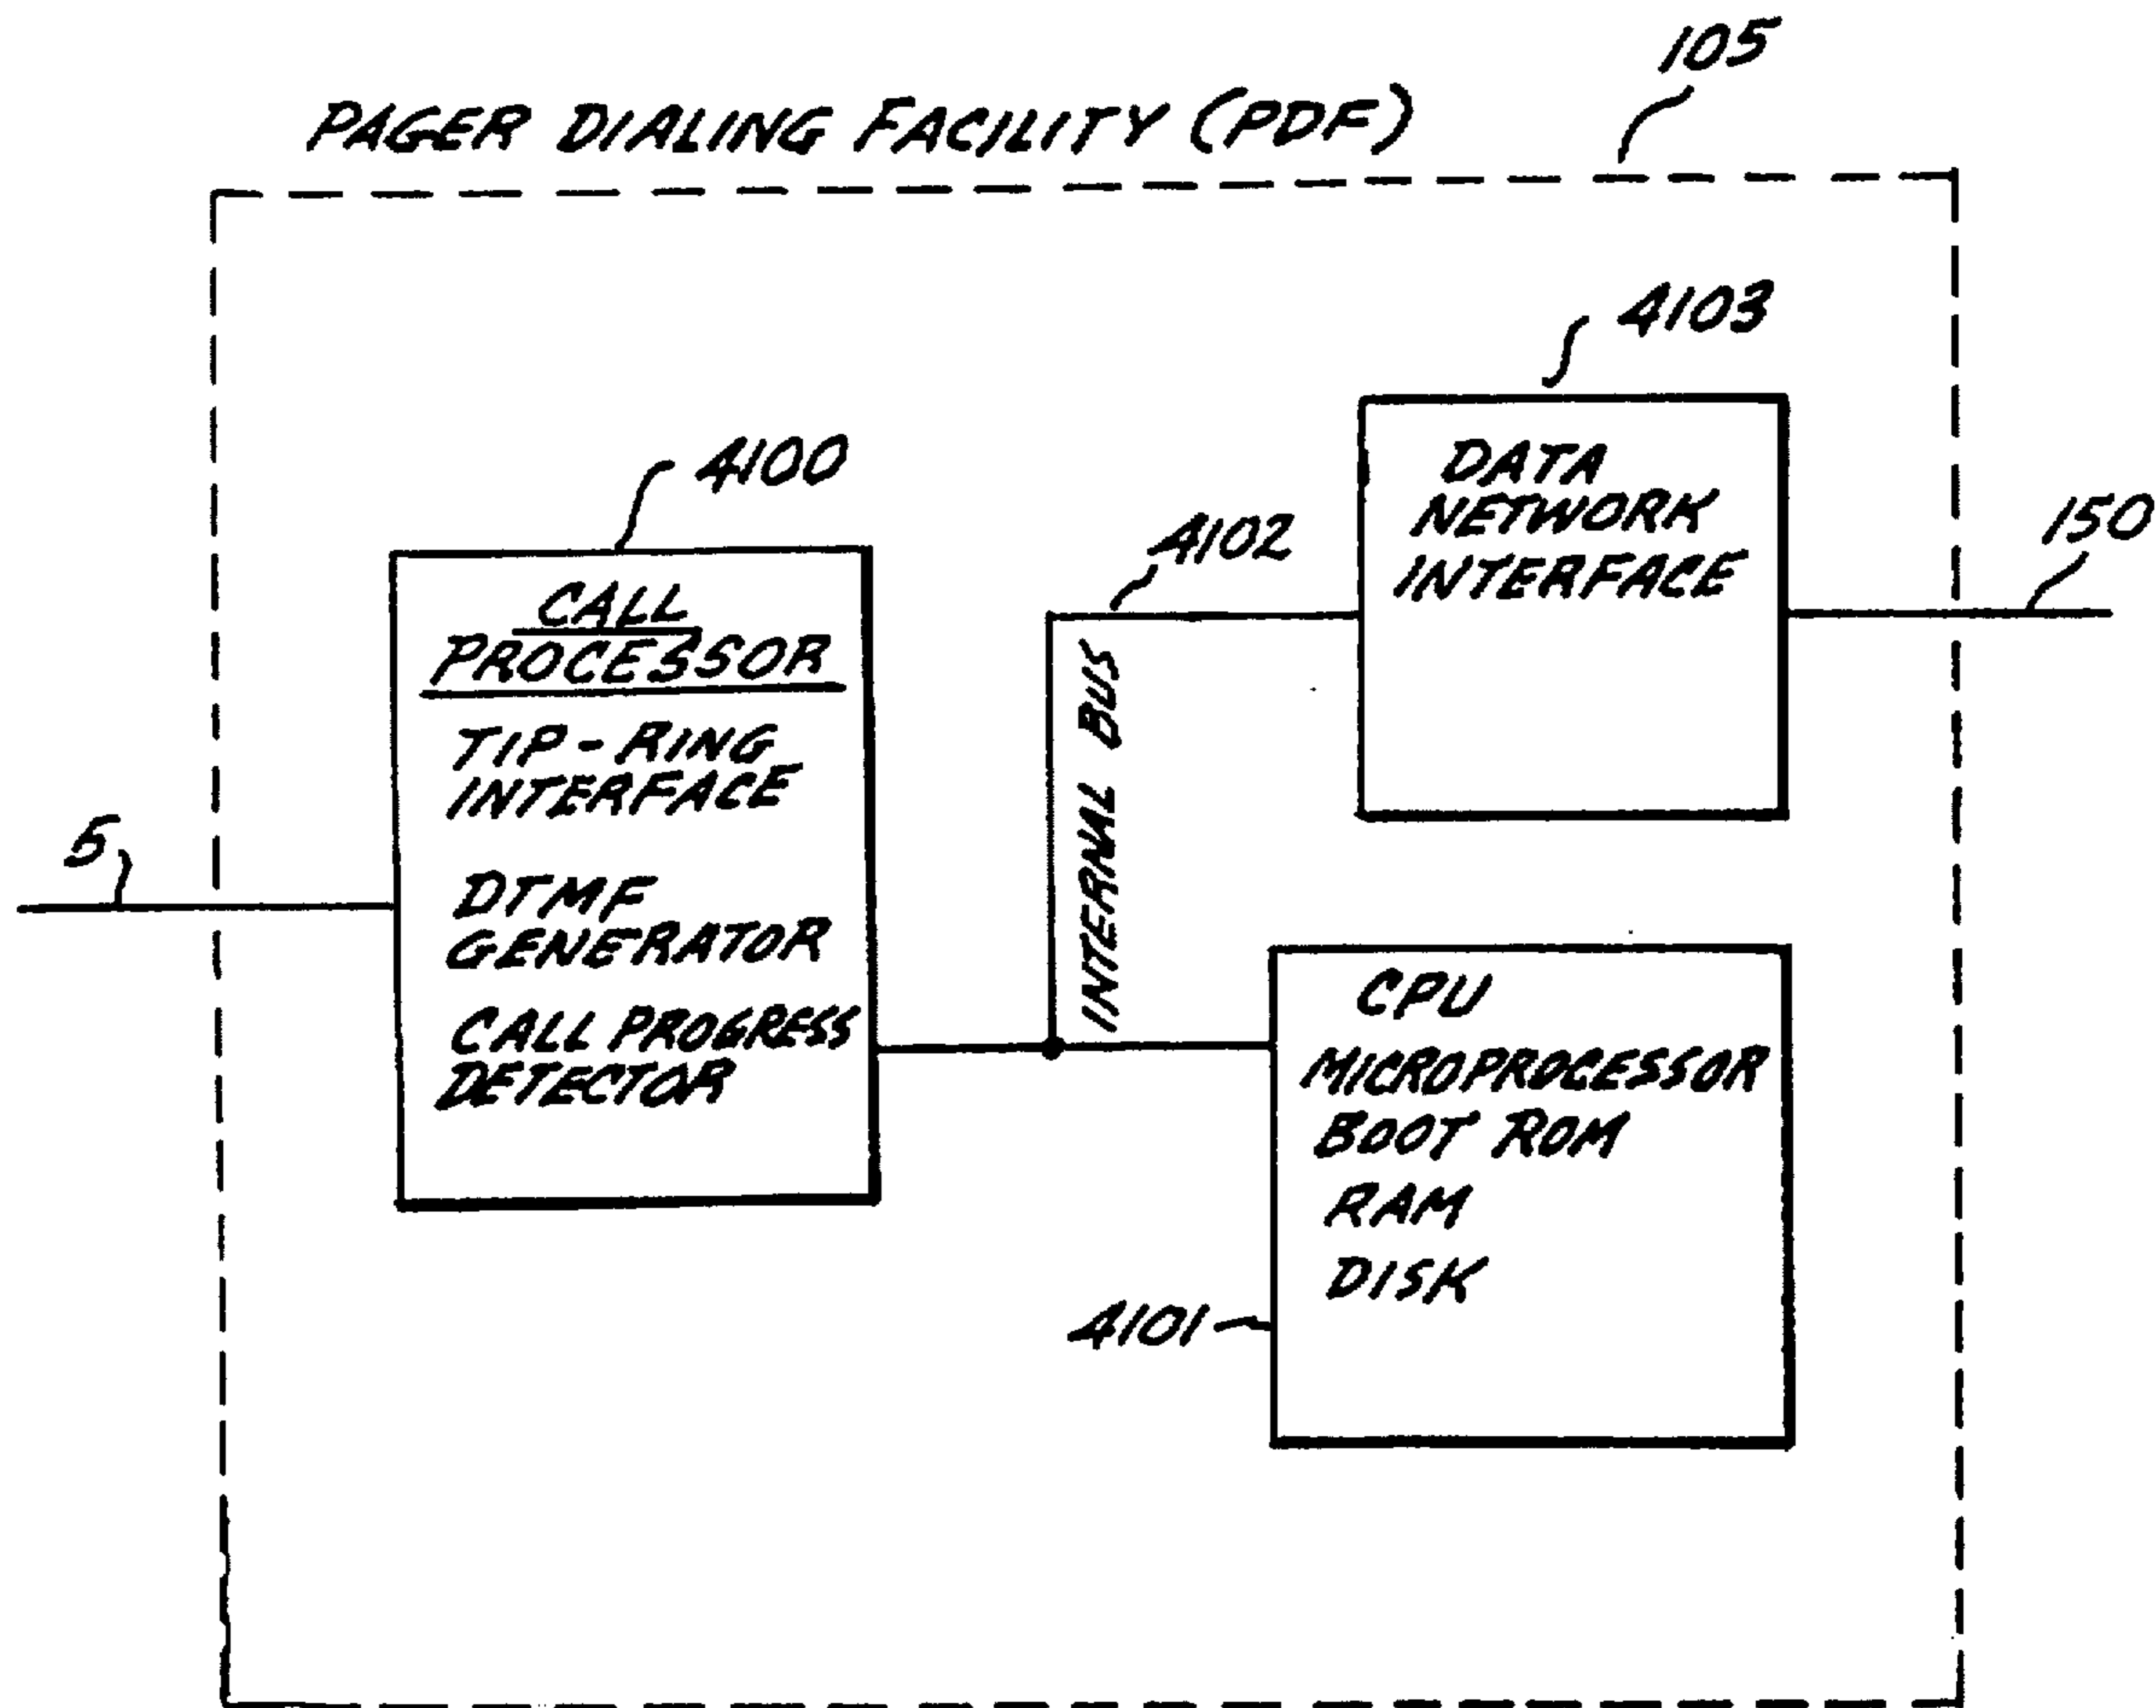 105
PAGER DIALING FACILITY (PDF)
4103
4100
DATA
NETWORK
INTERFACE
4102
150
CALL
PROCESSOR
TIP-RING
INTERFACE
DTMF
GENERATOR
CALL PROGRESS
DETECTOR
5
INTERNAL BUS
CPU
MICROPROCESSOR
BOOT ROM
RAM
DISK
4101